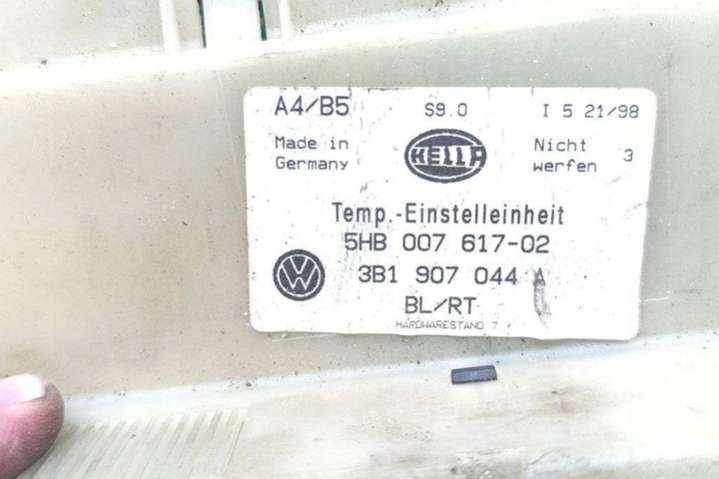 A4/B5 S9.0 I 5 21/98
Made in Germany
HELLA
Nicht werfen 3
Temp.-Einstelleinheit
5HB 007 617-02
VW
3B1 907 044 A
BL/RT
HARDWARESTAND 7